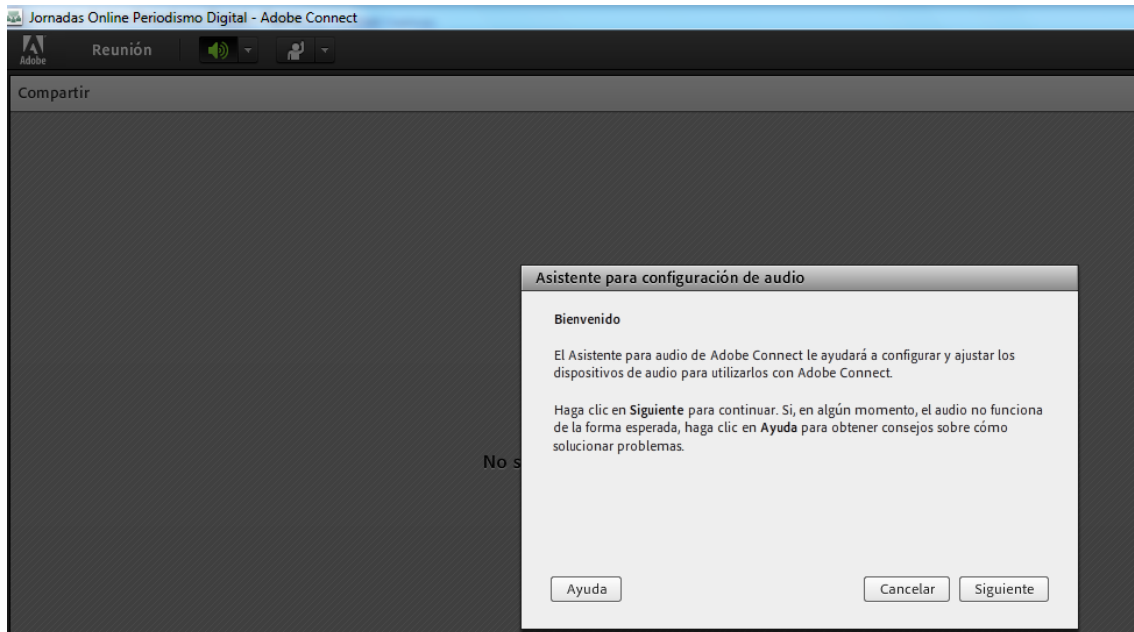 Jornadas Online Periodismo Digital - Adobe Connect
Adobe
Reunión
Compartir
Asistente para configuración de audio
Bienvenido
El Asistente para audio de Adobe Connect le ayudará a configurar y ajustar los
dispositivos de audio para utilizarlos con Adobe Connect.
Haga clic en Siguiente para continuar. Si, en algún momento, el audio no funciona
de la forma esperada, haga clic en Ayuda para obtener consejos sobre cómo
solucionar problemas.
No s
Ayuda
Cancelar
Siguiente